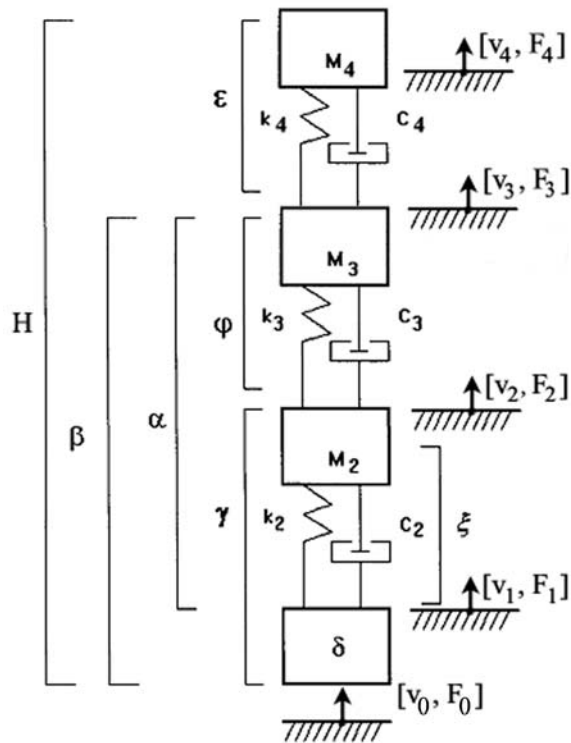 M₄
[v₄, F₄]
ε
k₄
C₄
[v₃, F₃]
M₃
H
φ
k₃
C₃
[v₂, F₂]
α
β
M₂
γ
k₂
C₂
ξ
[v₁, F₁]
δ
[v₀, F₀]